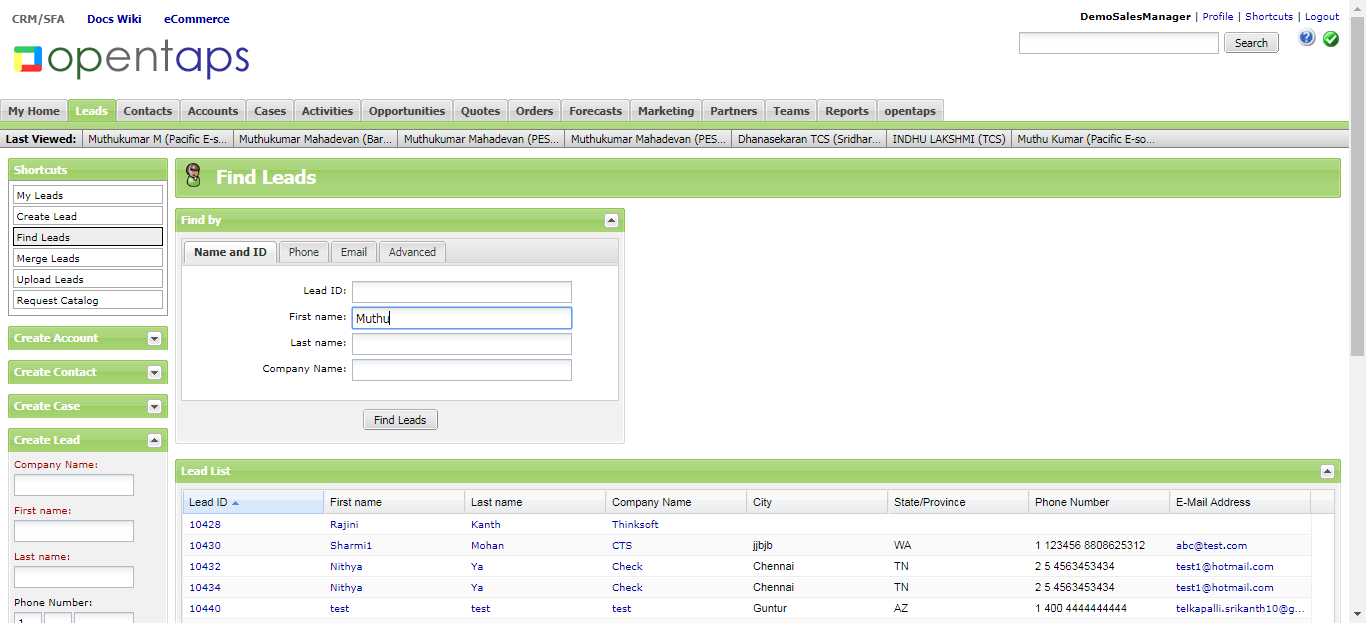 CRM/SFA Docs Wiki eCommerce
DemoSalesManager | Profile | Shortcuts | Logout
opentaps
Search
?
My Home Leads Contacts Accounts Cases Activities Opportunities Quotes Orders Forecasts Marketing Partners Teams Reports opentaps
Last Viewed: Muthukumar M (Pacific E-s... Muthukumar Mahadevan (Bar... Muthukumar Mahadevan (PES... Muthukumar Mahadevan (PES... Dhanasekaran TCS (Sridhar... INDHU LAKSHMI (TCS) Muthu Kumar (Pacific E-so...
Shortcuts
My Leads
Create Lead
Find Leads
Merge Leads
Upload Leads
Request Catalog
Create Account
Create Contact
Create Case
Create Lead
Company Name:
First name:
Last name:
Phone Number:
1
Find Leads
Find by
Name and ID Phone Email Advanced
Lead ID:
First name: Muthu
Last name:
Company Name:
Find Leads
Lead List
Lead ID First name Last name Company Name City State/Province Phone Number E-Mail Address
10428 Rajini Kanth Thinksoft
10430 Sharmi1 Mohan CTS jjbjb WA 1 123456 8808625312 abc@test.com
10432 Nithya Ya Check Chennai TN 2 5 4563453434 test1@hotmail.com
10434 Nithya Ya Check Chennai TN 2 5 4563453434 test1@hotmail.com
10440 test test test Guntur AZ 1 400 4444444444 telkapalli.srikanth10@g...